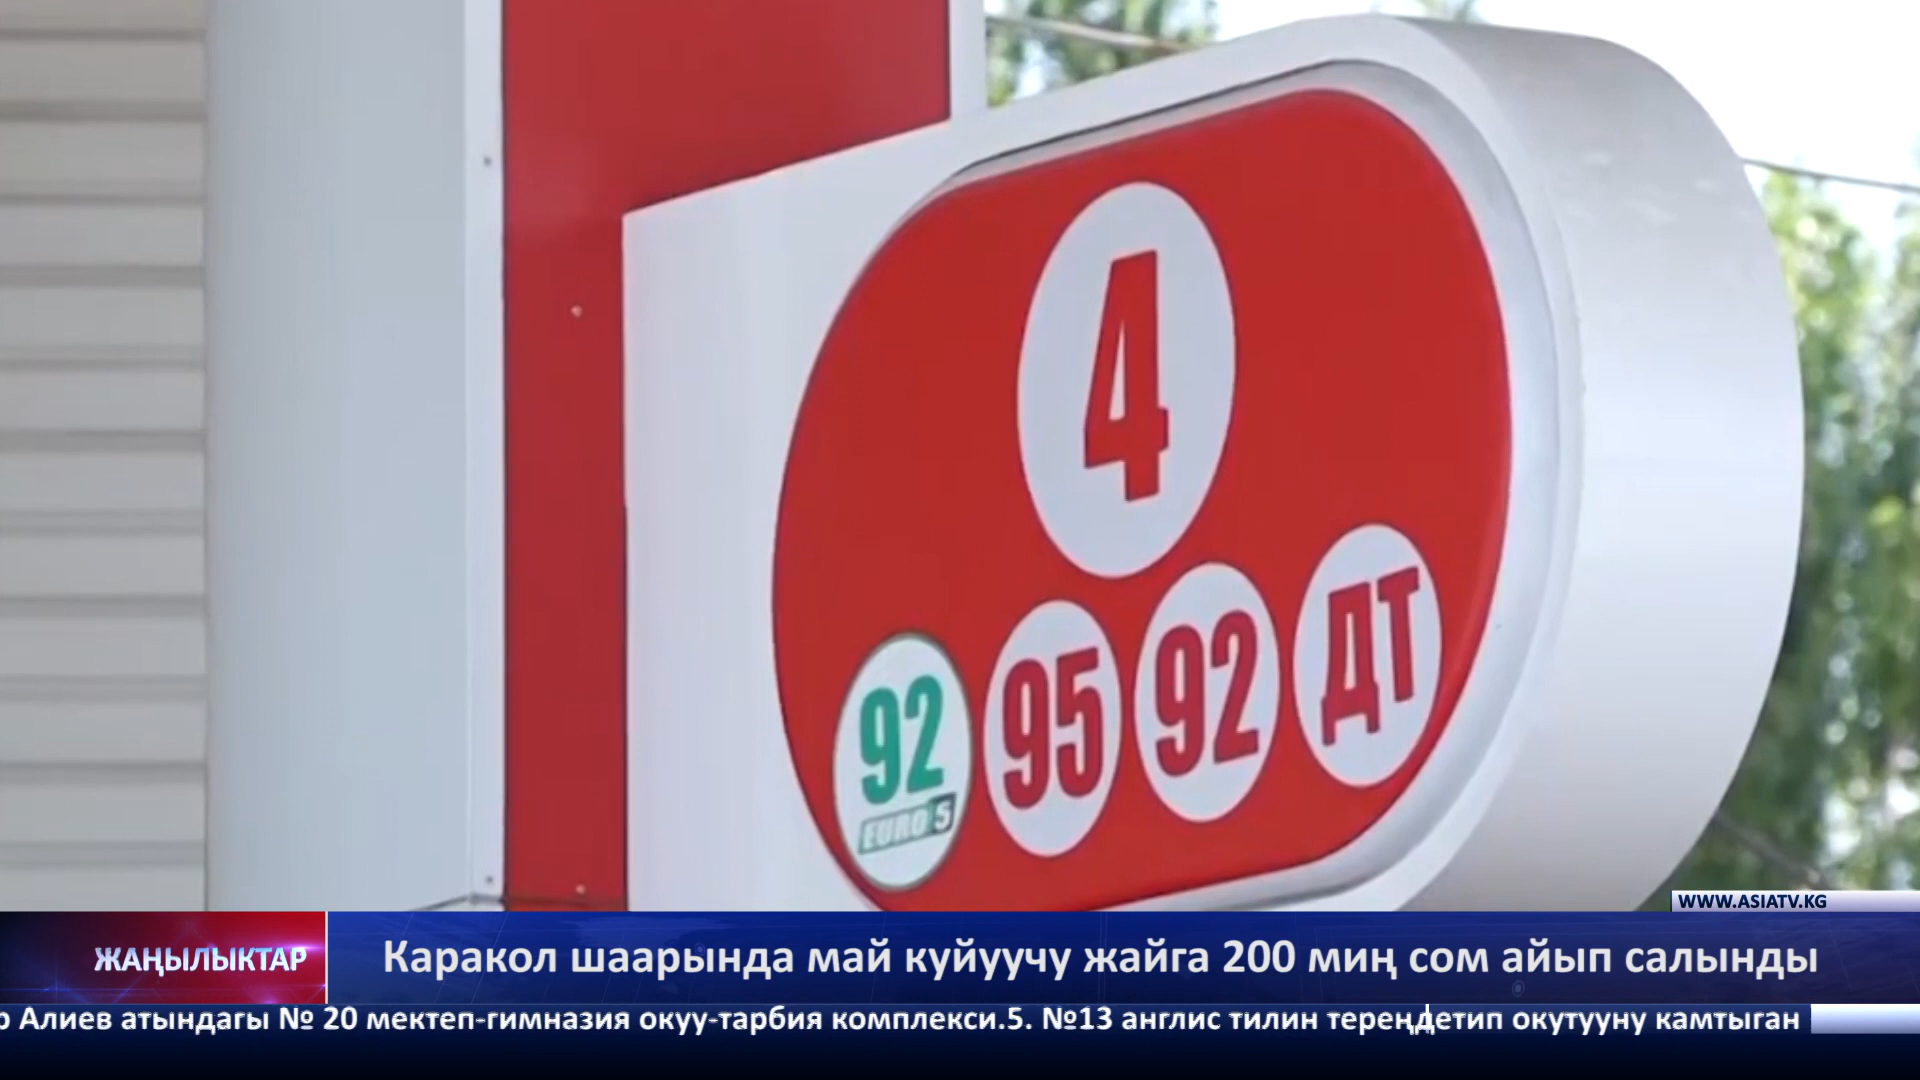 4
92 95 92 ДТ
EURO 5
WWW.ASIATV.KG
ЖАҢЫЛЫКТАР
Каракол шаарында май куйуучу жайга 200 миң сом айып салынды
р Алиев атындагы № 20 мектеп-гимназия окуу-тарбия комплекси.5. №13 англис тилин тереңдетип окутууну камтыган